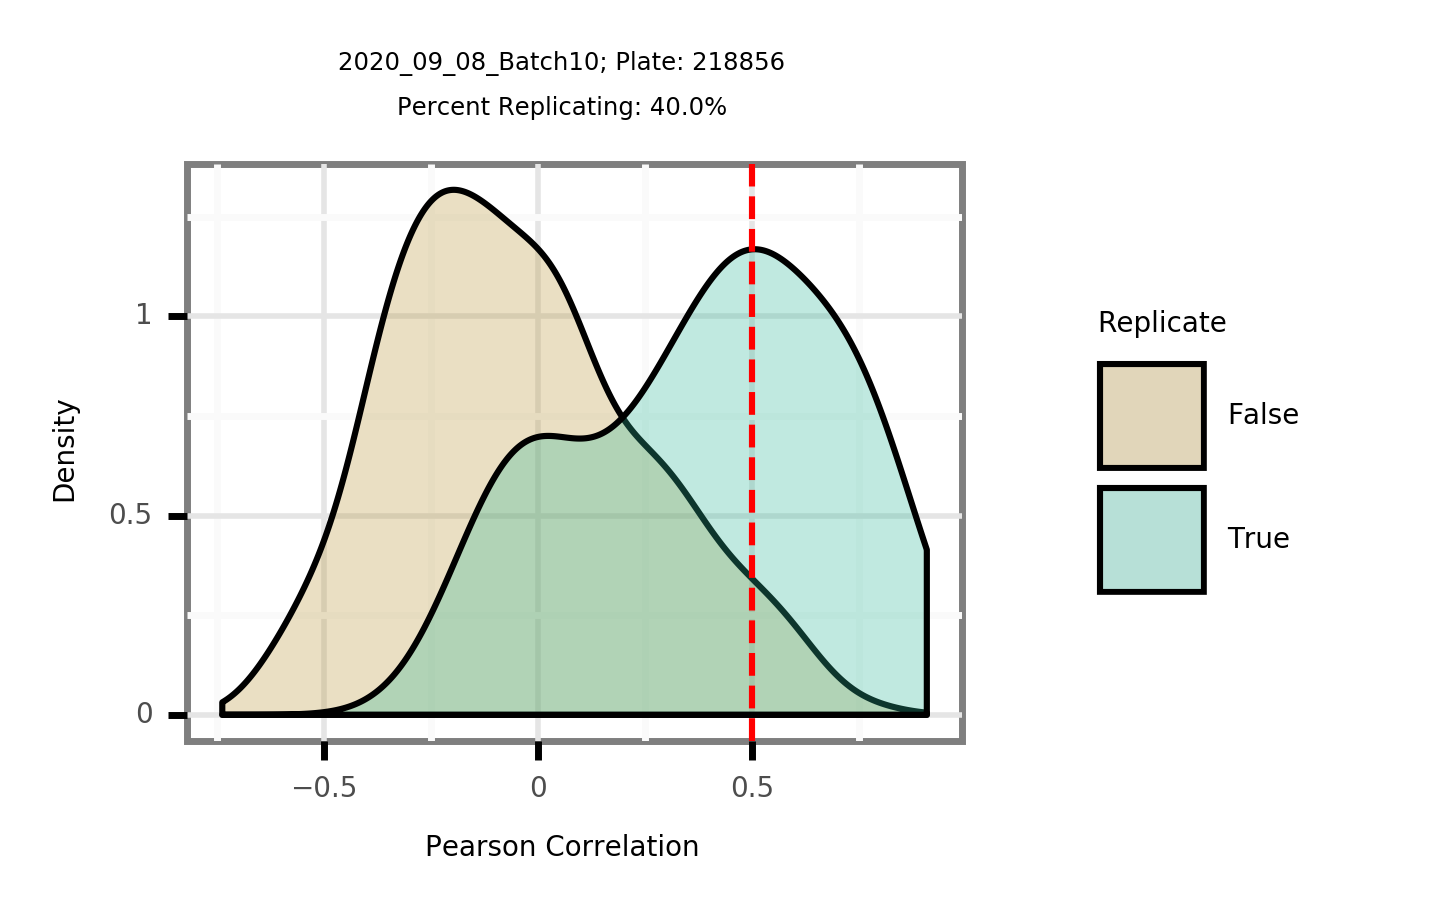 2020_09_08_Batch10; Plate: 218856
Percent Replicating: 40.0%
Density
1
0.5
0
−0.5
0
0.5
Pearson Correlation
Replicate
False
True